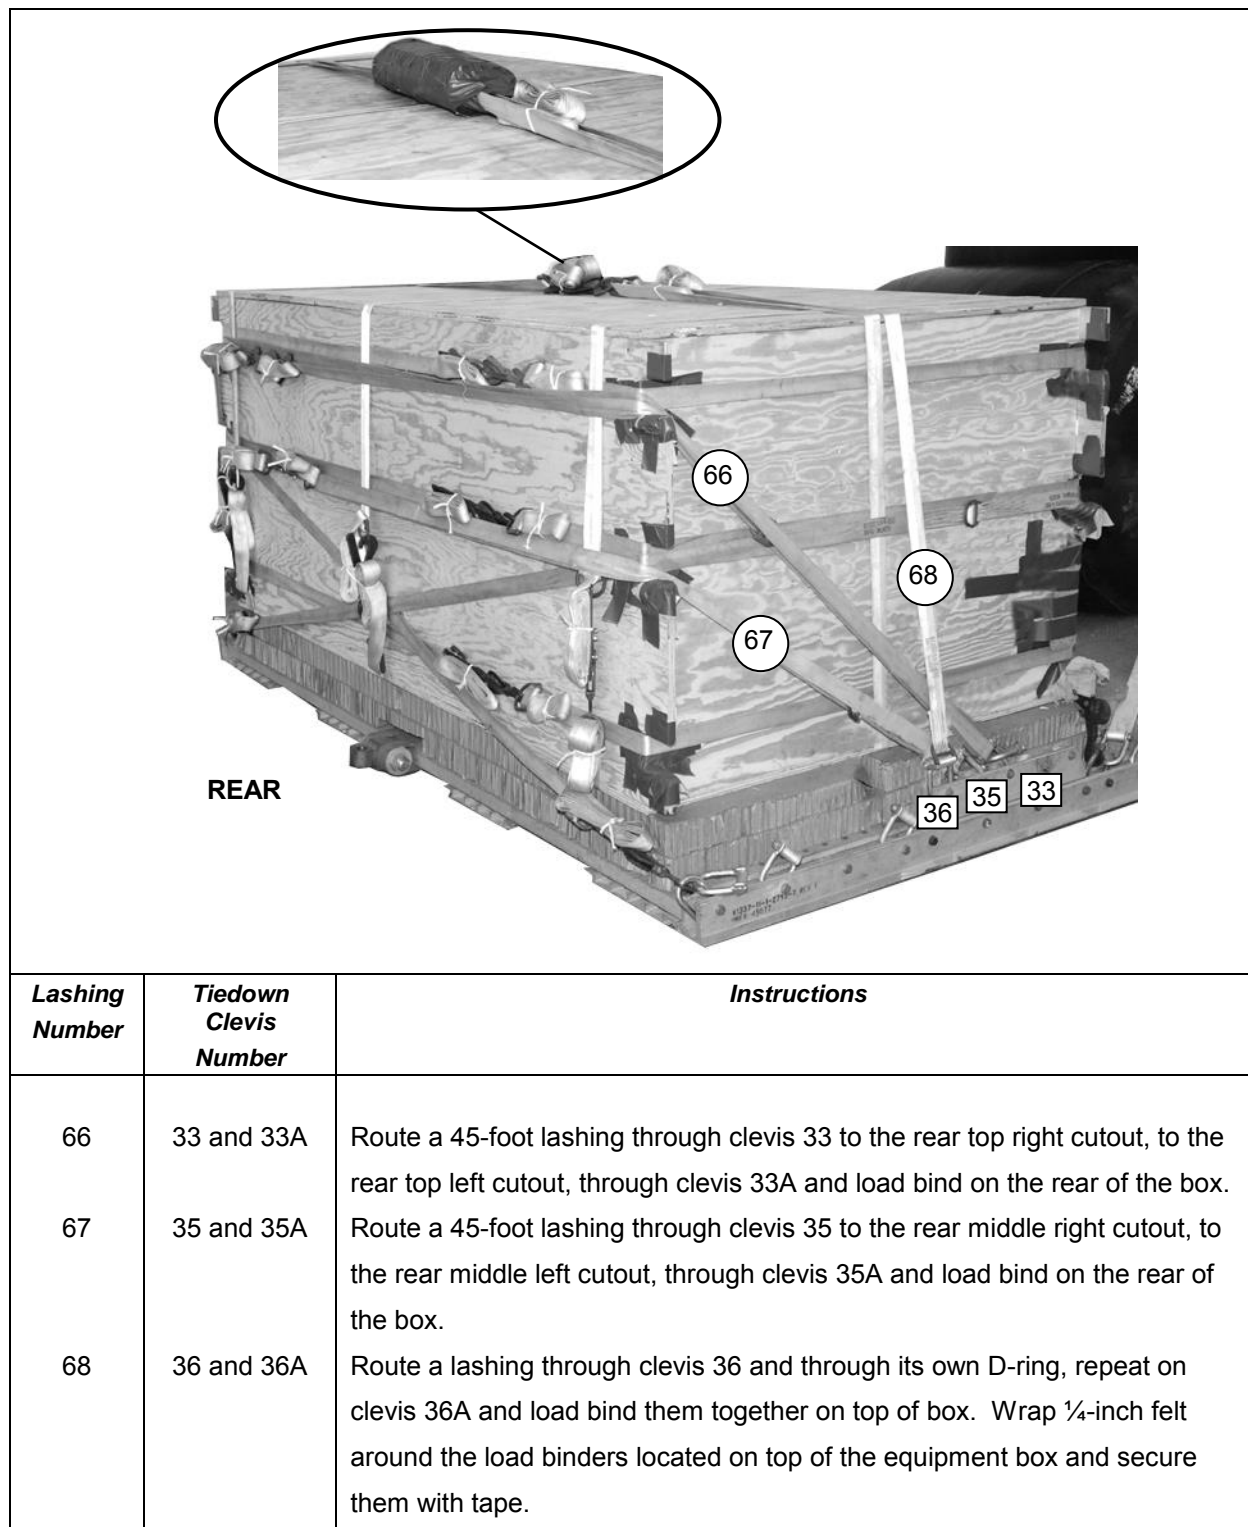 66
68
67
REAR
36
35
33
Lashing Number
Tiedown Clevis Number
Instructions
66
33 and 33A
Route a 45-foot lashing through clevis 33 to the rear top right cutout, to the
rear top left cutout, through clevis 33A and load bind on the rear of the box.
67
35 and 35A
Route a 45-foot lashing through clevis 35 to the rear middle right cutout, to
the rear middle left cutout, through clevis 35A and load bind on the rear of
the box.
68
36 and 36A
Route a lashing through clevis 36 and through its own D-ring, repeat on
clevis 36A and load bind them together on top of box.  Wrap ¼-inch felt
around the load binders located on top of the equipment box and secure
them with tape.